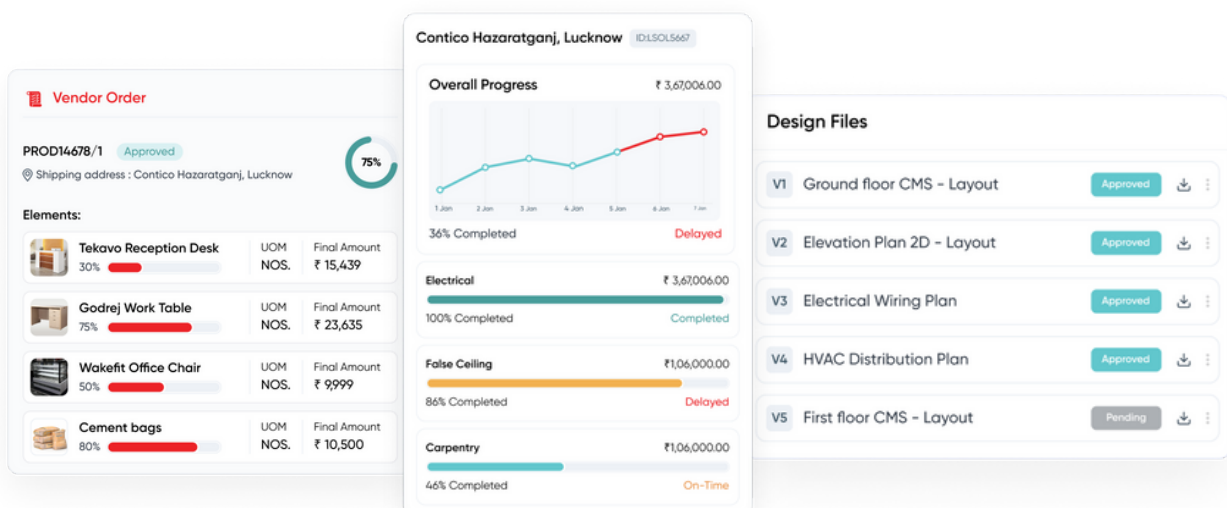 Vendor Order
PROD14678/1 Approved
Shipping address : Contico Hazaratganj, Lucknow
75%
Elements:
Tekavo Reception Desk
30%
UOM
NOS.
Final Amount
₹ 15,439
Godrej Work Table
75%
UOM
NOS.
Final Amount
₹ 23,635
Wakefit Office Chair
50%
UOM
NOS.
Final Amount
₹ 9,999
Cement bags
80%
UOM
NOS.
Final Amount
₹ 10,500
Contico Hazaratganj, Lucknow ID:LSOL5667
Overall Progress ₹ 3,67,006.00
1 Jan 2 Jan 3 Jan 4 Jan 5 Jan 6 Jan 7 Jan
36% Completed Delayed
Electrical ₹ 3,67,006.00
100% Completed Completed
False Ceiling ₹1,06,000.00
86% Completed Delayed
Carpentry ₹1,06,000.00
46% Completed On-Time
Design Files
V1 Ground floor CMS - Layout Approved
V2 Elevation Plan 2D - Layout Approved
V3 Electrical Wiring Plan Approved
V4 HVAC Distribution Plan Approved
V5 First floor CMS - Layout Pending